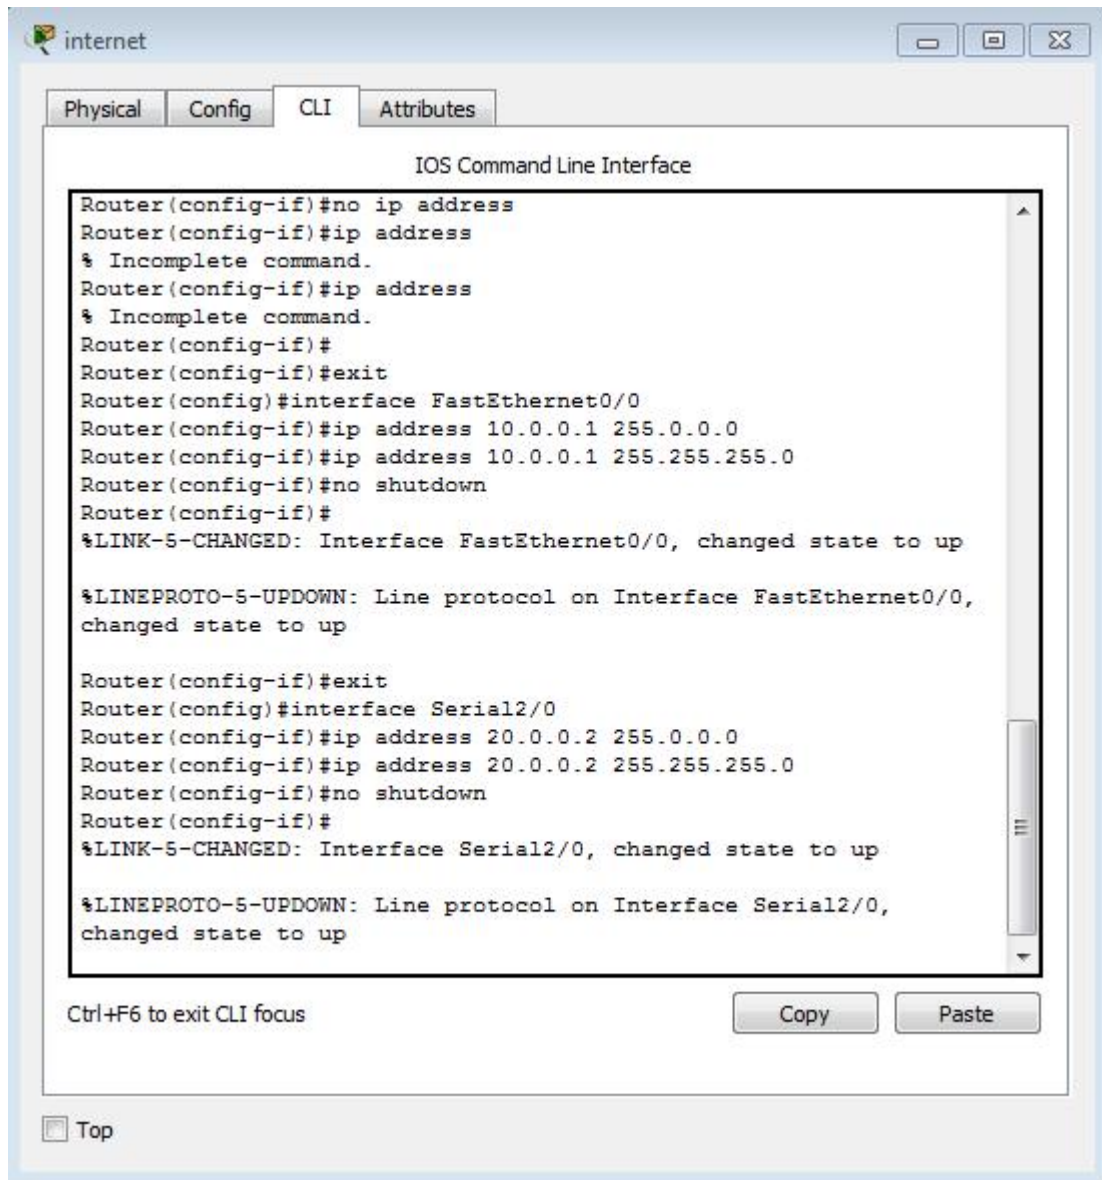 internet
Physical Config CLI Attributes
IOS Command Line Interface
Router(config-if)#no ip address
Router(config-if)#ip address
% Incomplete command.
Router(config-if)#ip address
% Incomplete command.
Router(config-if)#
Router(config-if)#exit
Router(config)#interface FastEthernet0/0
Router(config-if)#ip address 10.0.0.1 255.0.0.0
Router(config-if)#ip address 10.0.0.1 255.255.255.0
Router(config-if)#no shutdown
Router(config-if)#
%LINK-5-CHANGED: Interface FastEthernet0/0, changed state to up
%LINEPROTO-5-UPDOWN: Line protocol on Interface FastEthernet0/0,
changed state to up
Router(config-if)#exit
Router(config)#interface Serial2/0
Router(config-if)#ip address 20.0.0.2 255.0.0.0
Router(config-if)#ip address 20.0.0.2 255.255.255.0
Router(config-if)#no shutdown
Router(config-if)#
%LINK-5-CHANGED: Interface Serial2/0, changed state to up
%LINEPROTO-5-UPDOWN: Line protocol on Interface Serial2/0,
changed state to up
Ctrl+F6 to exit CLI focus
Copy Paste
Top